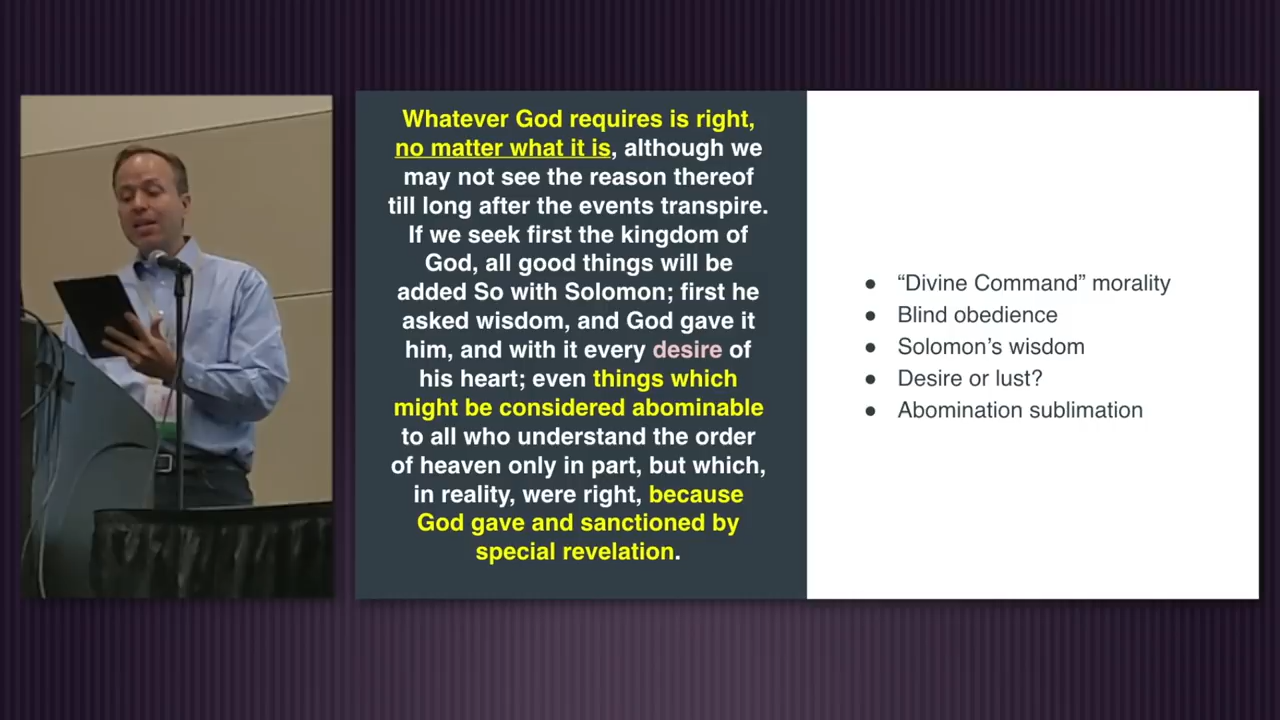 Whatever God requires is right,
no matter what it is, although we
may not see the reason thereof
till long after the events transpire.
If we seek first the kingdom of
God, all good things will be
added So with Solomon; first he
asked wisdom, and God gave it
him, and with it every desire of
his heart; even things which
might be considered abominable
to all who understand the order
of heaven only in part, but which,
in reality, were right, because
God gave and sanctioned by
special revelation.
● “Divine Command” morality
● Blind obedience
● Solomon’s wisdom
● Desire or lust?
● Abomination sublimation